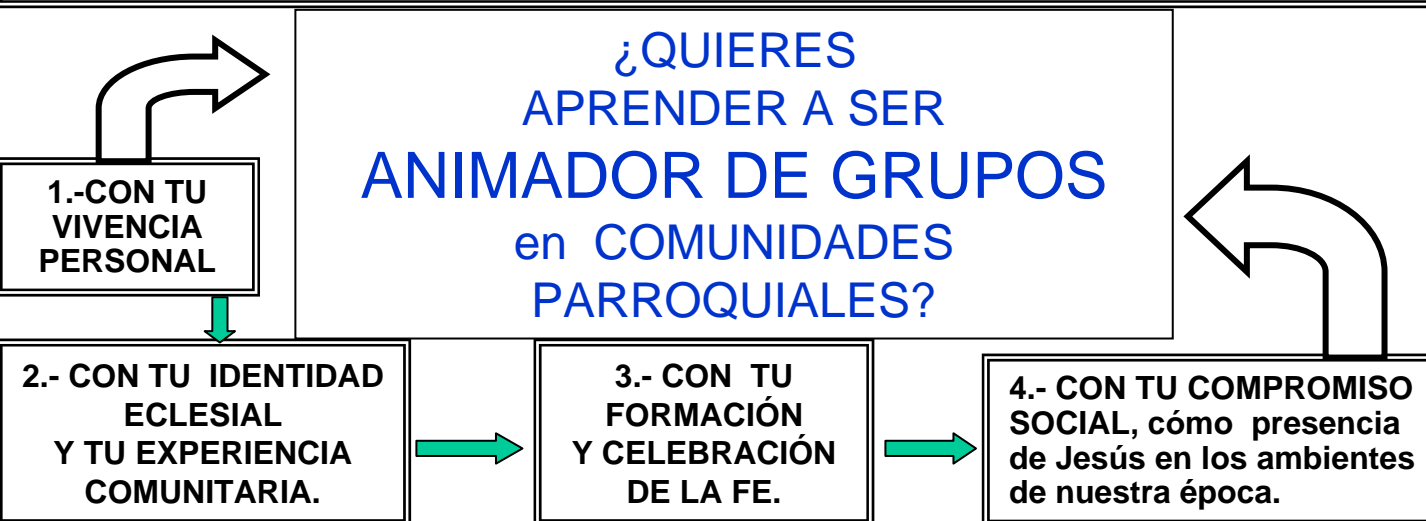 ¿QUIERES
APRENDER A SER
ANIMADOR DE GRUPOS
en COMUNIDADES
PARROQUIALES?
1.-CON TU
VIVENCIA
PERSONAL
2.- CON TU IDENTIDAD
ECLESIAL
Y TU EXPERIENCIA
COMUNITARIA.
3.- CON TU
FORMACIÓN
Y CELEBRACIÓN
DE LA FE.
4.- CON TU COMPROMISO
SOCIAL, cómo presencia
de Jesús en los ambientes
de nuestra época.